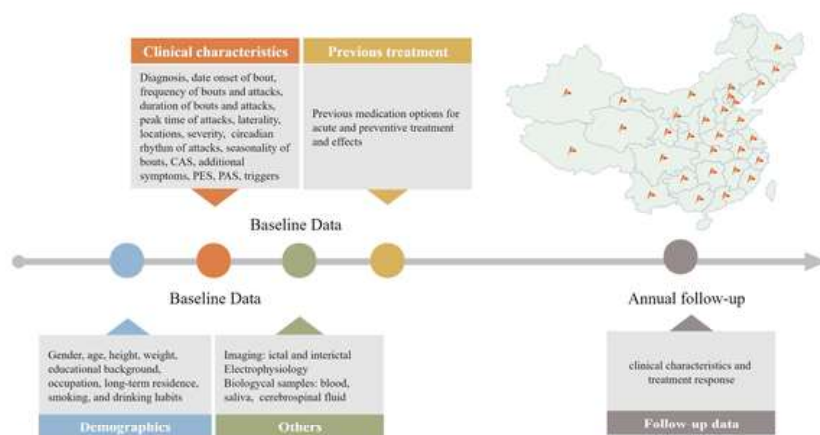 Clinical characteristics
Diagnosis, date onset of bout,
frequency of bouts and attacks,
duration of bouts and attacks,
peak time of attacks, laterality,
locations, severity, circadian
rhythm of attacks, seasonality of
bouts, CAS, additional
symptoms, PES, PAS, triggers
Previous treatment
Previous medication options for
acute and preventive treatment
and effects
Baseline Data
Baseline Data
Annual follow-up
Gender, age, height, weight,
educational background,
occupation, long-term residence,
smoking, and drinking habits
Demographics
Imaging: ictal and interictal
Electrophysiology
Biologycal samples: blood,
saliva, cerebrospinal fluid
Others
clinical characteristics and
treatment response
Follow-up data